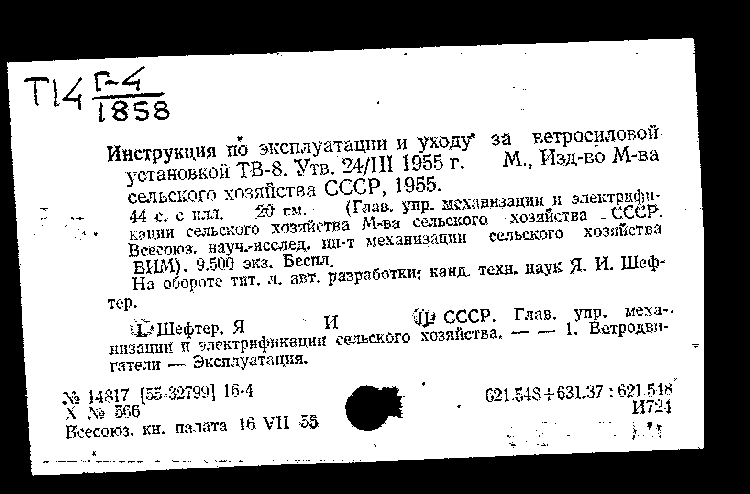 Т14 Г-4
1858
Инструкция по эксплуатации и уходу за ветросиловой
установкой ТВ-8. Утв. 24/III 1955 г. М., Изд-во М-ва
сельского хозяйства СССР, 1955.
44 с. с илл. 20 см. (Глав. упр. механизации и электрифи-
кации сельского хозяйства М-ва сельского хозяйства СССР.
Всесоюз. науч.-исслед. ин-т механизации сельского хозяйства
ВИМ). 9.500 экз. Беспл.
На обороте тит. л. авт. разработки: канд. техн. наук Я. И. Шеф-
тер.
I. Шефтер, Я И II. СССР. Глав. упр. меха-
низации и электрификации сельского хозяйства. — — 1. Ветродви-
гатели — Эксплуатация.
№ 14817 [55-32799] 16-4 621.548+631.37:621.548
X № 566 И724
Всесоюз. кн. палата 16 VII 55